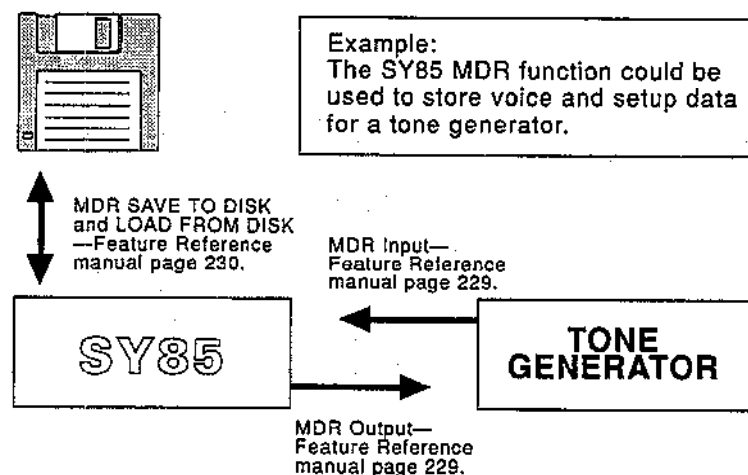 Example:
The SY85 MDR function could be
used to store voice and setup data
for a tone generator.
MDR SAVE TO DISK
and LOAD FROM DISK
—Feature Reference
manual page 230.
MDR Input—
Feature Reference
manual page 229.
SY85
TONE
GENERATOR
MDR Output—
Feature Reference
manual page 229.